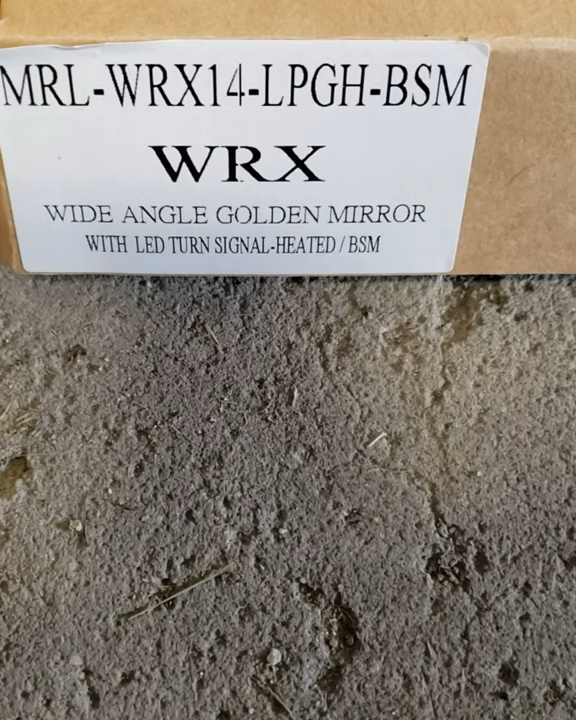 MRL-WRX14-LPGH-BSM
WRX
WIDE ANGLE GOLDEN MIRROR
WITH LED TURN SIGNAL-HEATED / BSM